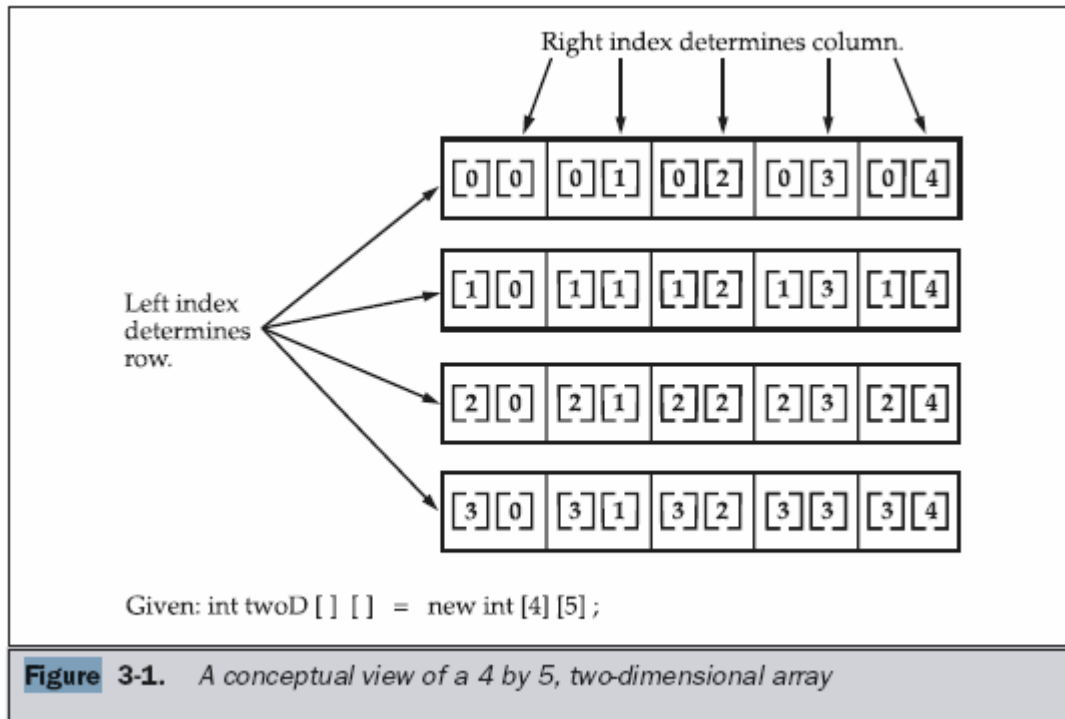 Right index determines column.
[0][0] [0][1] [0][2] [0][3] [0][4]
[1][0] [1][1] [1][2] [1][3] [1][4]
Left index
determines
row.
[2][0] [2][1] [2][2] [2][3] [2][4]
[3][0] [3][1] [3][2] [3][3] [3][4]
Given: int twoD [ ] [ ] = new int [4] [5] ;
Figure 3-1. A conceptual view of a 4 by 5, two-dimensional array